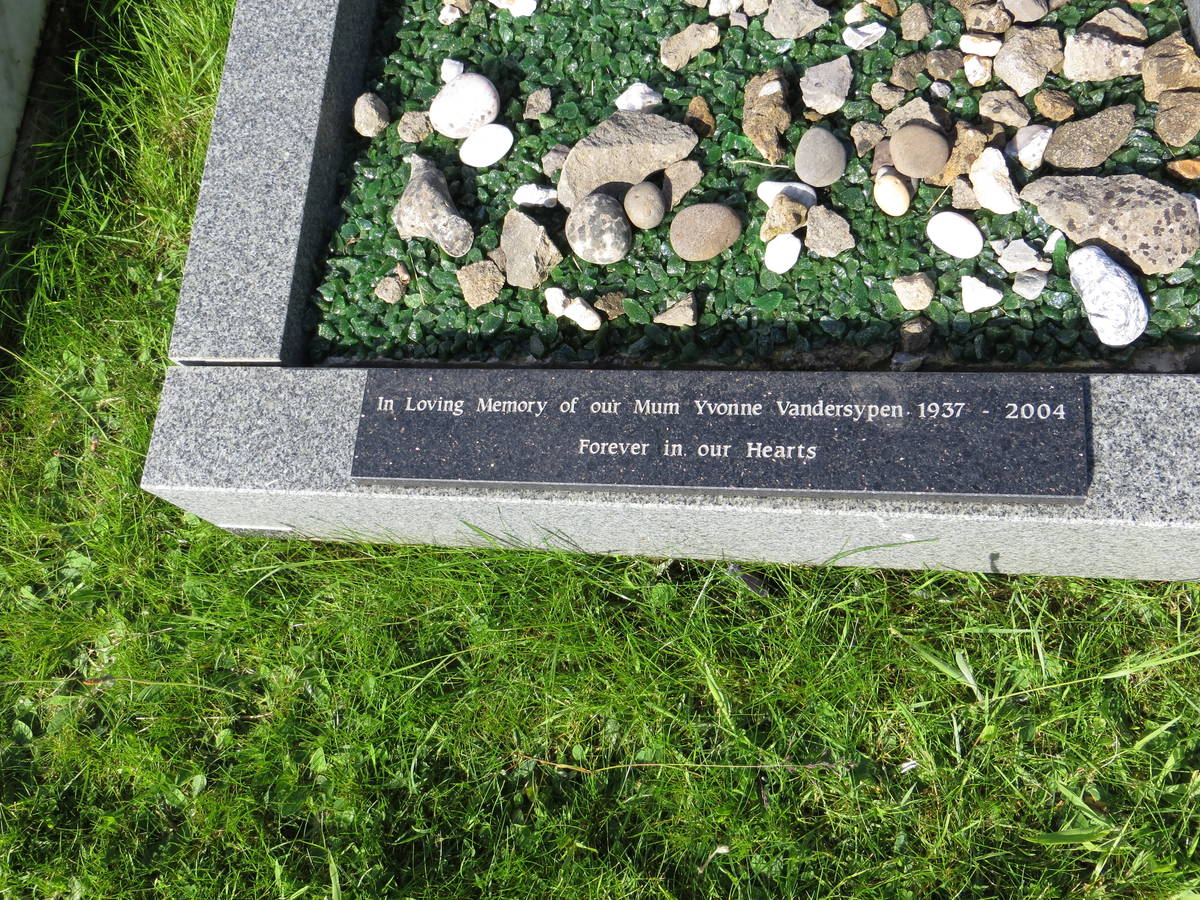 In Loving Memory of our Mum Yvonne Vandersypen 1937 - 2004
Forever in our Hearts